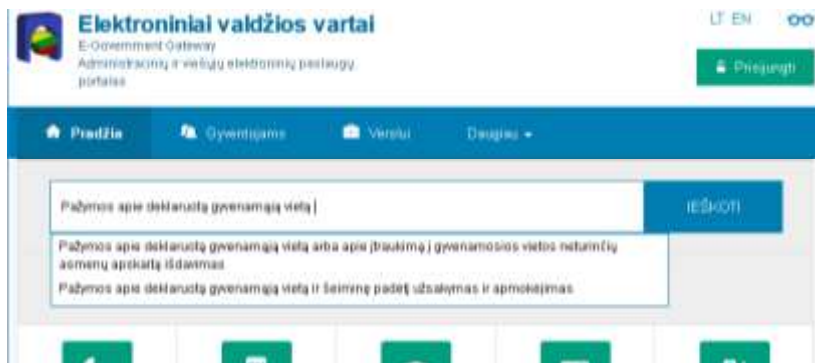 Elektroniniai valdžios vartai
E-Government Gateway
Administracinių ir viešųjų elektroninių paslaugų
portalas
LT EN
Prisijungti
Pradžia Gyventojams Verslui Daugiau
Pažymos apie deklaruotą gyvenamąją vietą
IEŠKOTI
Pažymos apie deklaruotą gyvenamąją vietą arba apie įtraukimą į gyvenamosios vietos neturinčių
asmenų apskaitą išdavimas
Pažymos apie deklaruotą gyvenamąją vietą ir šeiminę padėtį užsakymas ir apmokėjimas